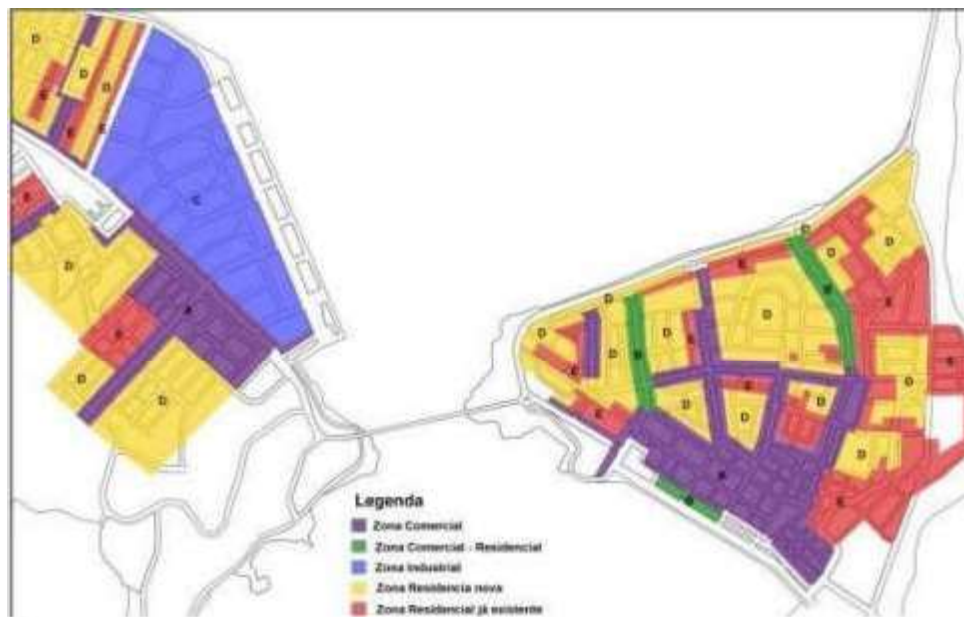 D
D
D
E
E
E
C
E
D
A
E
D
D
D
D
D
D
E
B
E
D
D
E
D
D
B
E
D
E
E
D
D
E
D
D
E
A
B
Legenda
Zona Comercial
Zona Comercial - Residencial
Zona Industrial
Zona Residencia nova
Zona Residencial já existente